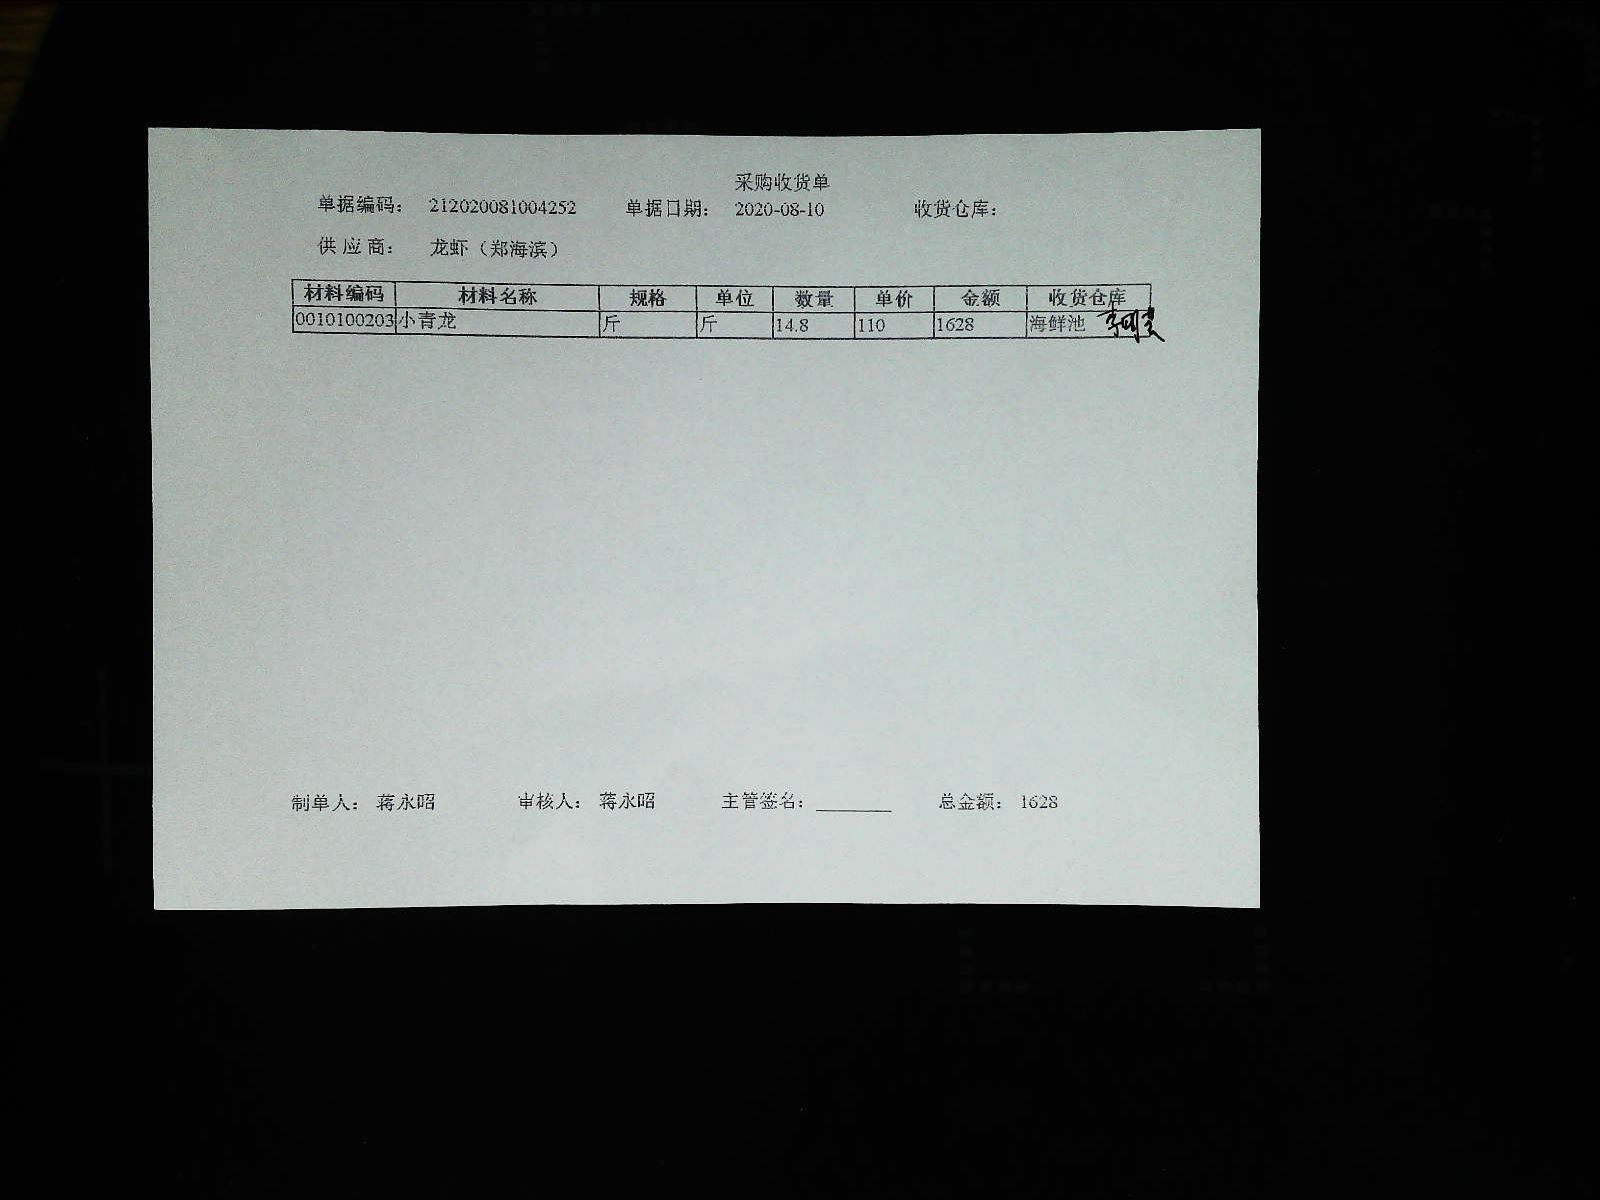 采购收货单
单据编码： 212020081004252 单据日期： 2020-08-10 收货仓库：
供应商： 龙虾（郑海滨）
材料编码 材料名称 规格 单位 数量 单价 金额 收货仓库
0010100203 小青龙 斤 斤 14.8 110 1628 海鲜池
制单人： 蒋永昭 审核人： 蒋永昭 主管签名： 总金额： 1628